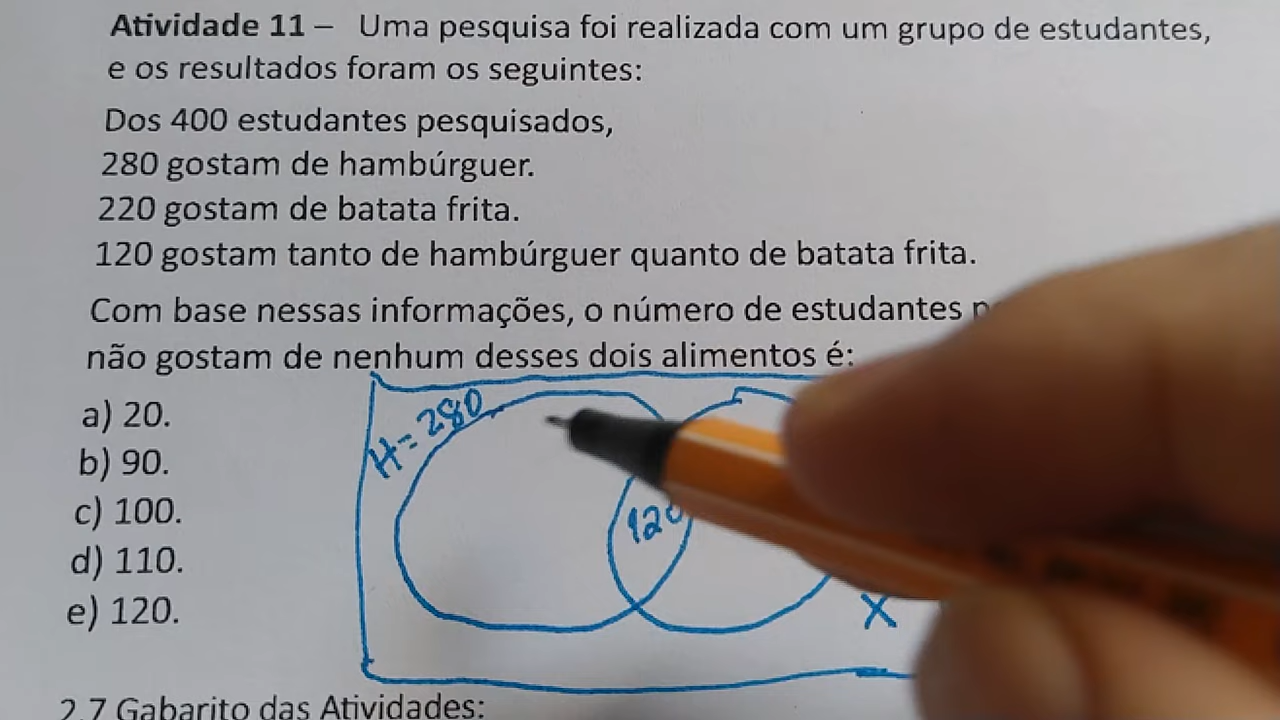 Atividade 11 – Uma pesquisa foi realizada com um grupo de estudantes,
e os resultados foram os seguintes:
Dos 400 estudantes pesquisados,
280 gostam de hambúrguer.
220 gostam de batata frita.
120 gostam tanto de hambúrguer quanto de batata frita.
Com base nessas informações, o número de estudantes
não gostam de nenhum desses dois alimentos é:
a) 20.
b) 90.
c) 100.
d) 110.
e) 120.
H=280
120
X
2.7 Gabarito das Atividades: